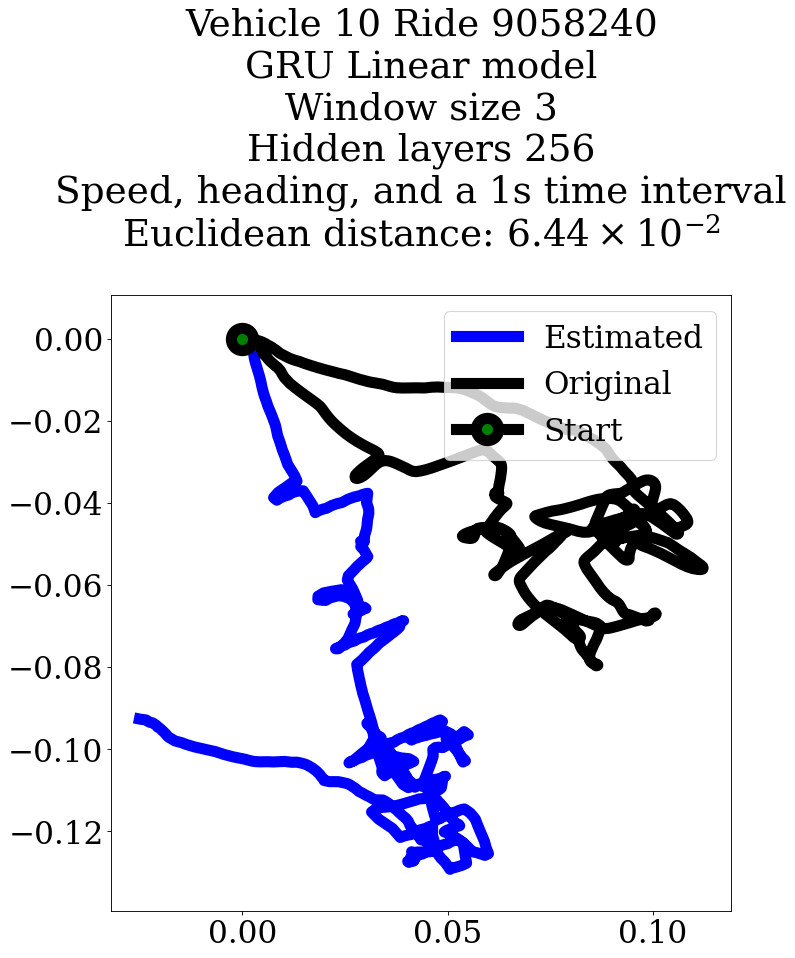 Vehicle 10 Ride 9058240
GRU Linear model
Window size 3
Hidden layers 256
Speed, heading, and a 1s time interval
Euclidean distance: 6.44 × 10⁻²
Estimated
Original
Start
0.00
−0.02
−0.04
−0.06
−0.08
−0.10
−0.12
0.00 0.05 0.10